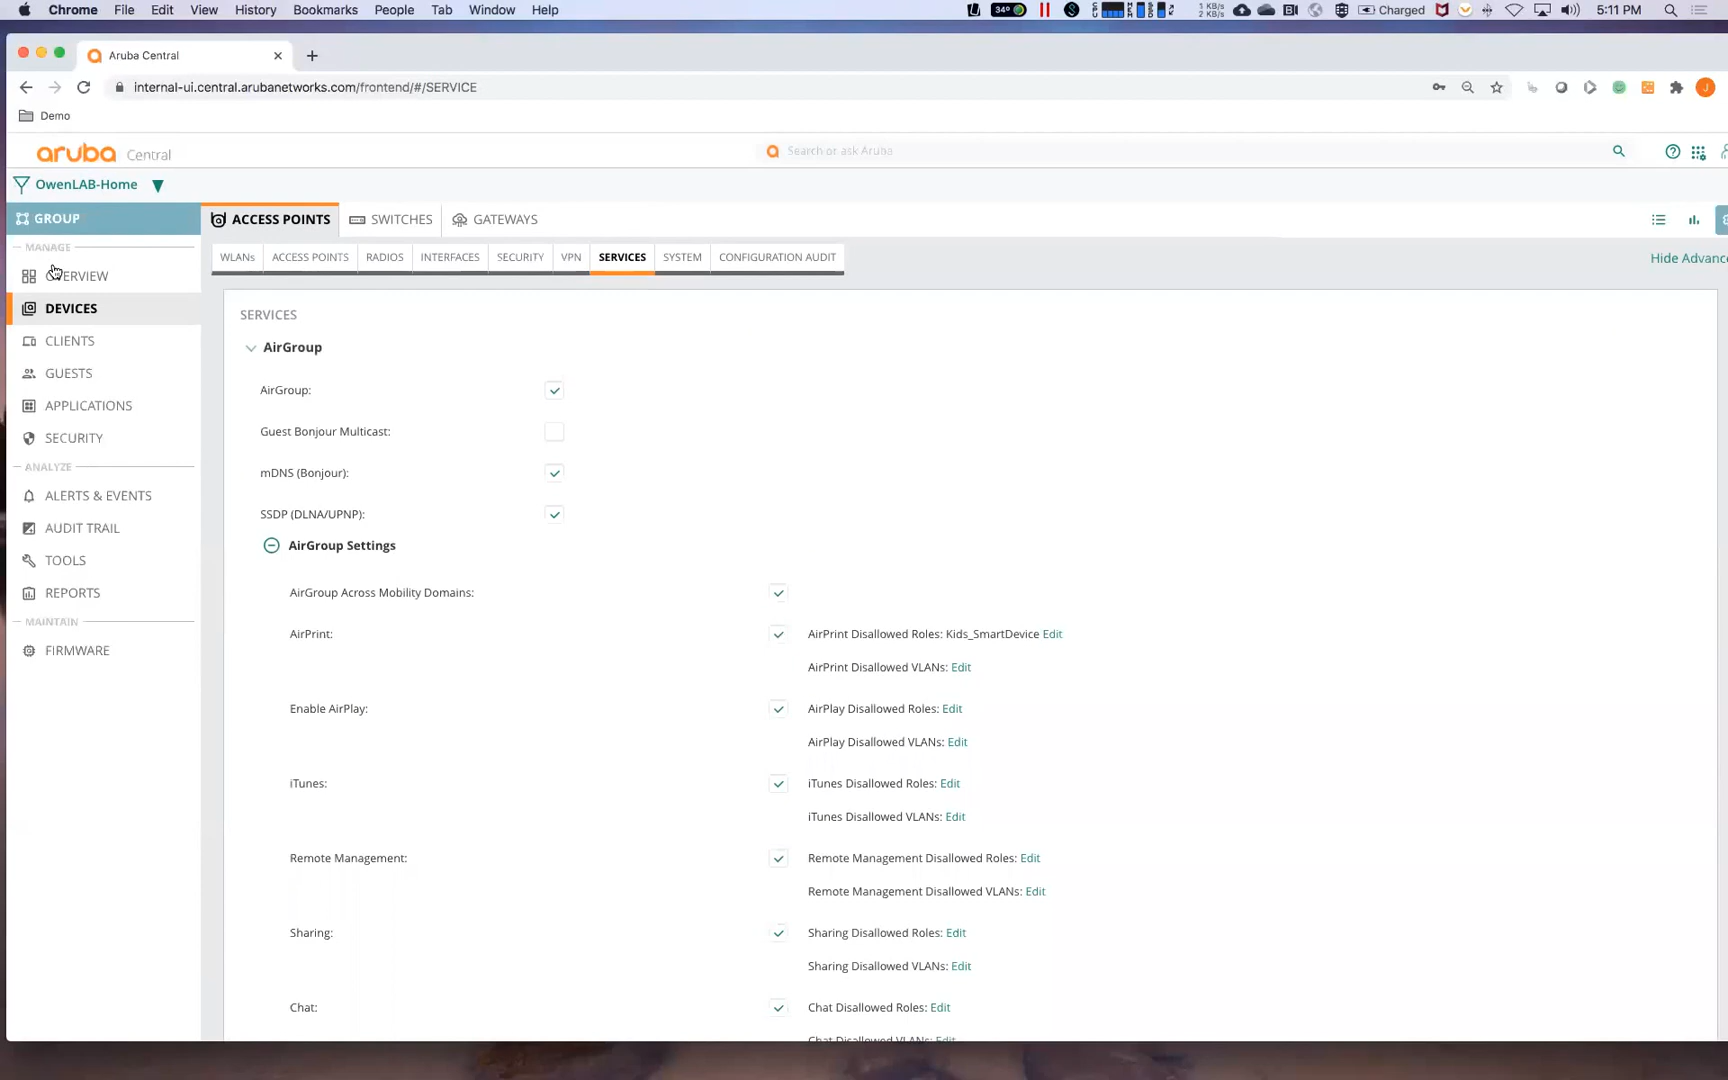 Chrome File Edit View History Bookmarks People Tab Window Help 34° 1 KB/s 2 KB/s Charged 5:11 PM
Aruba Central
internal-ui.central.arubanetworks.com/frontend/#/SERVICE
Demo
aruba Central Search or ask Aruba
OwenLAB-Home
GROUP ACCESS POINTS SWITCHES GATEWAYS
MANAGE
WLANs ACCESS POINTS RADIOS INTERFACES SECURITY VPN SERVICES SYSTEM CONFIGURATION AUDIT Hide Advanc
OVERVIEW
DEVICES
CLIENTS
GUESTS
APPLICATIONS
SECURITY
ANALYZE
ALERTS & EVENTS
AUDIT TRAIL
TOOLS
REPORTS
MAINTAIN
FIRMWARE
SERVICES
AirGroup
AirGroup:
Guest Bonjour Multicast:
mDNS (Bonjour):
SSDP (DLNA/UPNP):
AirGroup Settings
AirGroup Across Mobility Domains:
AirPrint: AirPrint Disallowed Roles: Kids_SmartDevice Edit
AirPrint Disallowed VLANs: Edit
Enable AirPlay: AirPlay Disallowed Roles: Edit
AirPlay Disallowed VLANs: Edit
iTunes: iTunes Disallowed Roles: Edit
iTunes Disallowed VLANs: Edit
Remote Management: Remote Management Disallowed Roles: Edit
Remote Management Disallowed VLANs: Edit
Sharing: Sharing Disallowed Roles: Edit
Sharing Disallowed VLANs: Edit
Chat: Chat Disallowed Roles: Edit
Chat Disallowed VLANs: Edit